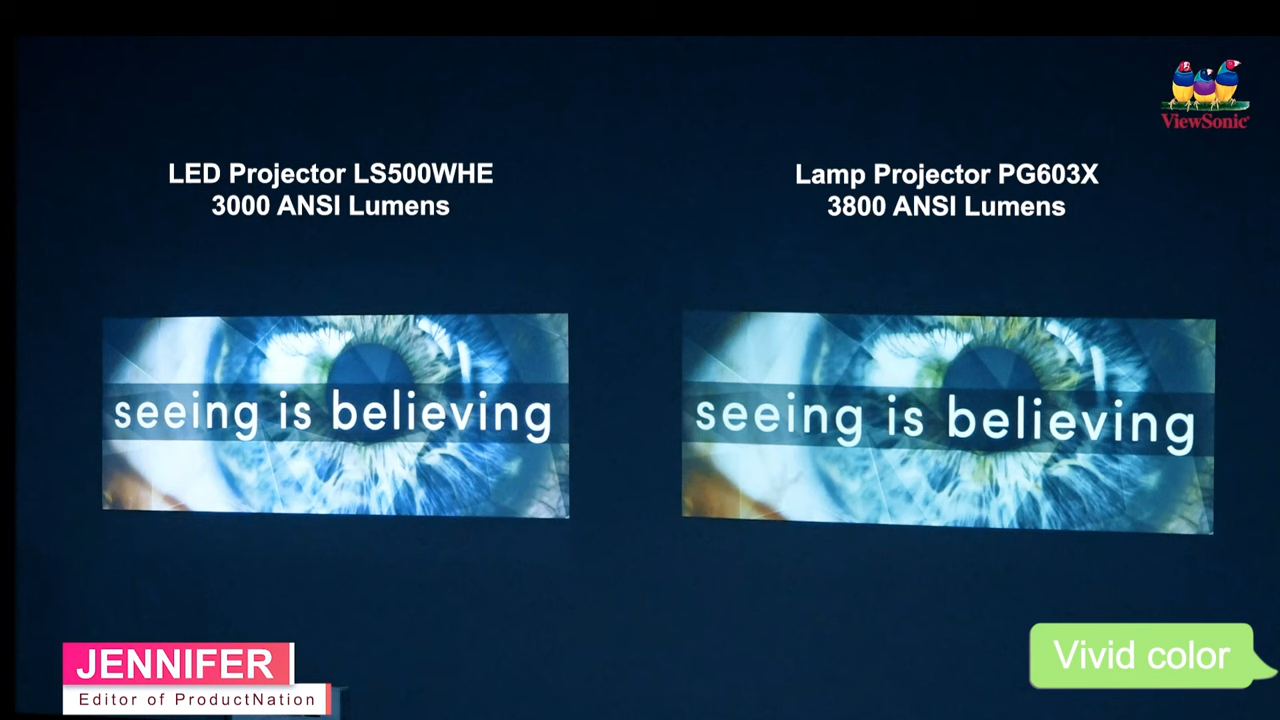 ViewSonic
LED Projector LS500WHE
3000 ANSI Lumens
Lamp Projector PG603X
3800 ANSI Lumens
seeing is believing
seeing is believing
JENNIFER
Editor of ProductNation
Vivid color